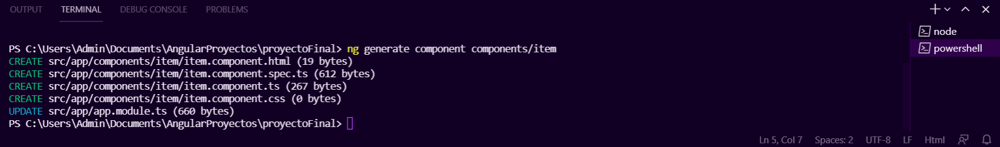 OUTPUT TERMINAL DEBUG CONSOLE PROBLEMS
node
powershell
PS C:\Users\Admin\Documents\AngularProyectos\proyectoFinal> ng generate component components/item
CREATE src/app/components/item/item.component.html (19 bytes)
CREATE src/app/components/item/item.component.spec.ts (612 bytes)
CREATE src/app/components/item/item.component.ts (267 bytes)
CREATE src/app/components/item/item.component.css (0 bytes)
UPDATE src/app/app.module.ts (660 bytes)
PS C:\Users\Admin\Documents\AngularProyectos\proyectoFinal>
Ln 5, Col 7 Spaces: 2 UTF-8 LF Html